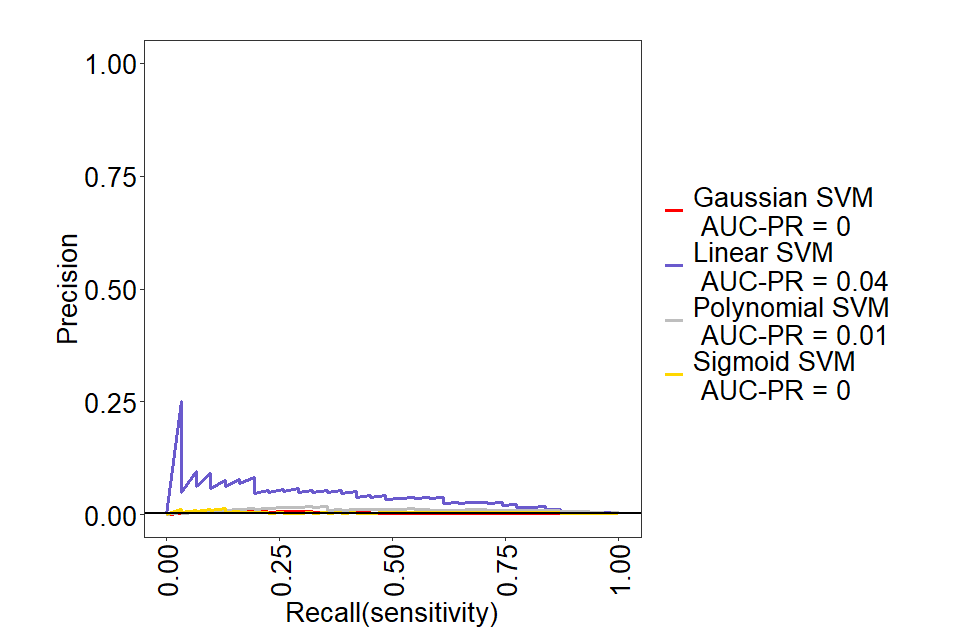 1.00
0.75
0.50
0.25
0.00
Precision
0.00
0.25
0.50
0.75
1.00
Recall(sensitivity)
Gaussian SVM
AUC-PR = 0
Linear SVM
AUC-PR = 0.04
Polynomial SVM
AUC-PR = 0.01
Sigmoid SVM
AUC-PR = 0